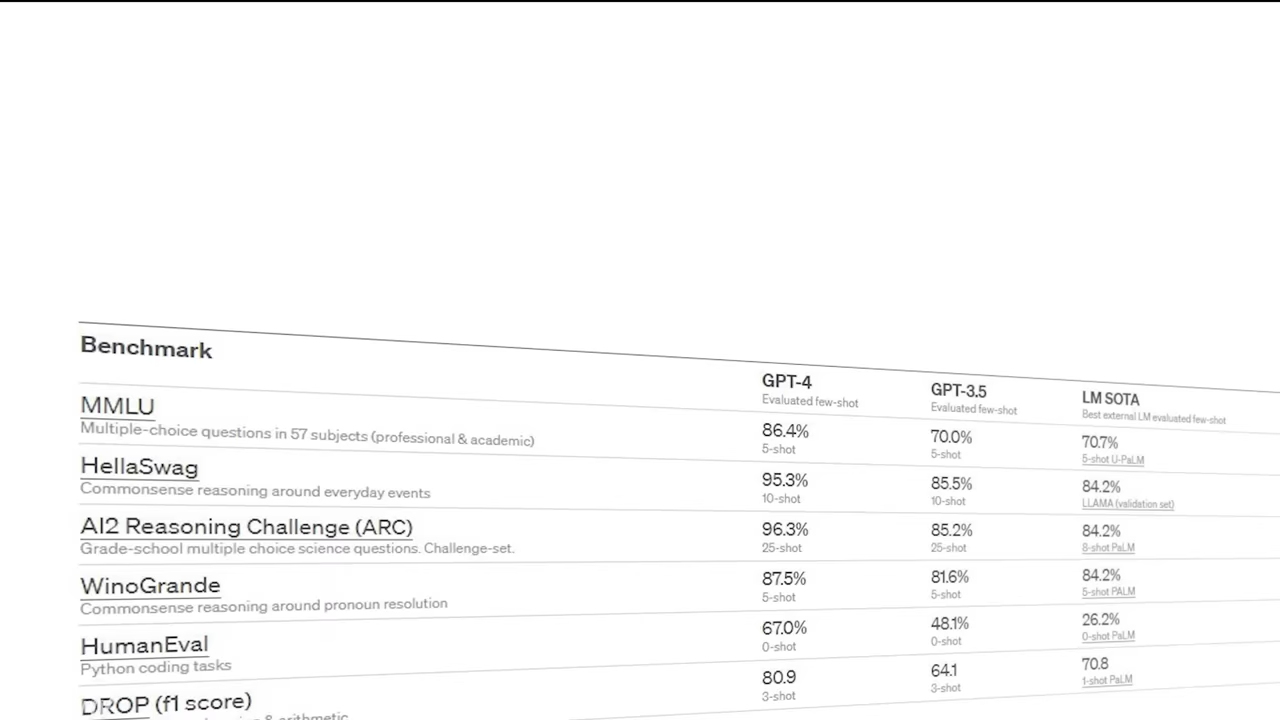 Benchmark
GPT-4
GPT-3.5
LM SOTA
Evaluated few-shot
Evaluated few-shot
Best external LM evaluated few-shot
MMLU
86.4%
70.0%
70.7%
Multiple-choice questions in 57 subjects (professional & academic)
5-shot
5-shot
5-shot U-PaLM
HellaSwag
95.3%
85.5%
84.2%
Commonsense reasoning around everyday events
10-shot
10-shot
LLAMA (validation set)
AI2 Reasoning Challenge (ARC)
96.3%
85.2%
84.2%
Grade-school multiple choice science questions. Challenge-set.
25-shot
25-shot
8-shot PaLM
WinoGrande
87.5%
81.6%
84.2%
Commonsense reasoning around pronoun resolution
5-shot
5-shot
5-shot PALM
HumanEval
67.0%
48.1%
26.2%
Python coding tasks
0-shot
0-shot
0-shot PaLM
DROP (f1 score)
80.9
64.1
70.8
& arithmetic
3-shot
3-shot
1-shot PaLM